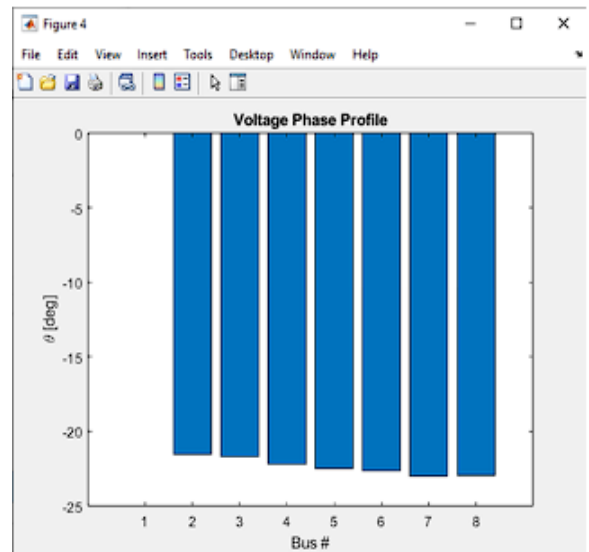 Figure 4
File Edit View Insert Tools Desktop Window Help
Voltage Phase Profile
0
-5
-10
-15
-20
-25
θ [deg]
1 2 3 4 5 6 7 8
Bus #